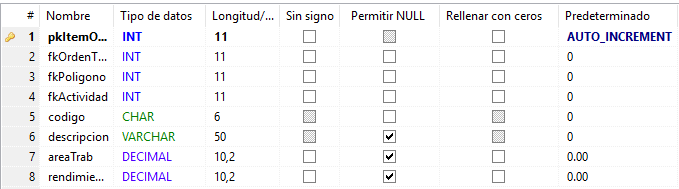 # Nombre Tipo de datos Longitud/... Sin signo Permitir NULL Rellenar con ceros Predeterminado
1 pkItemO... INT 11 AUTO_INCREMENT
2 fkOrdenT... INT 11 0
3 fkPoligono INT 11 0
4 fkActividad INT 11 0
5 codigo CHAR 6 0
6 descripcion VARCHAR 50 0
7 areaTrab DECIMAL 10,2 0.00
8 rendimie... DECIMAL 10,2 0.00